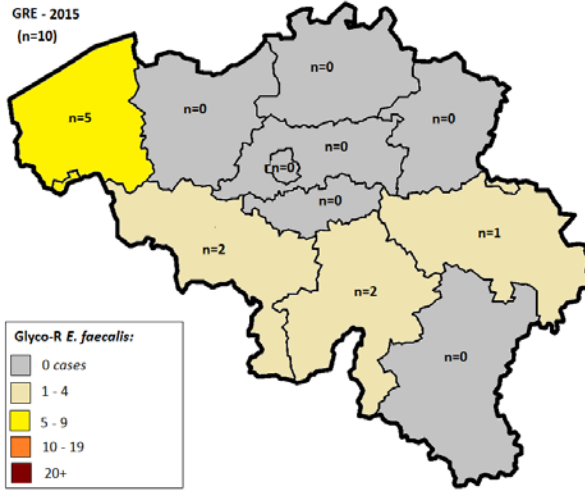 GRE - 2015
(n=10)
n=0
n=0
n=5
n=0
n=0
n=0
n=0
n=1
n=2
n=2
n=0
Glyco-R E. faecalis:
0 cases
1 - 4
5 - 9
10 - 19
20+